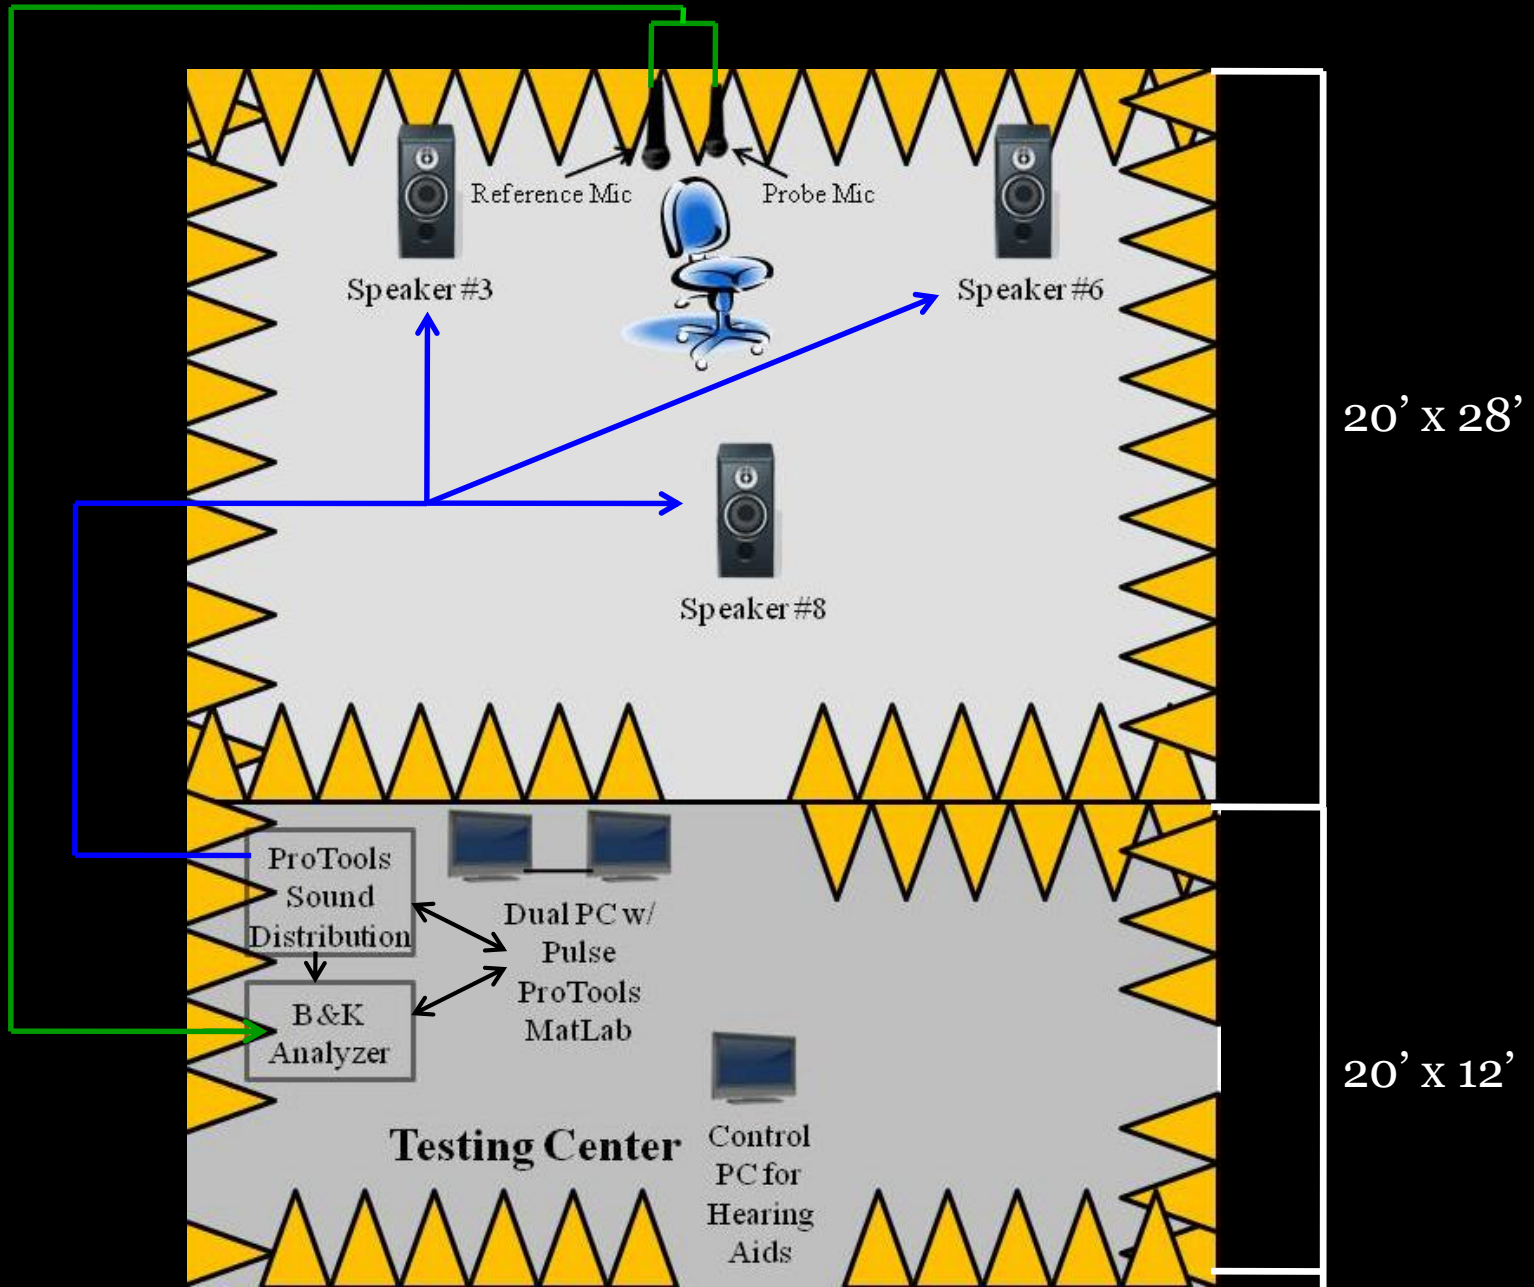 Reference Mic
Probe Mic
Speaker #3
Speaker #6
20’ x 28’
Speaker #8
ProTools
Sound
Distribution
Dual PC w/
Pulse
ProTools
MatLab
B&K
Analyzer
20’ x 12’
Testing Center
Control
PC for
Hearing
Aids